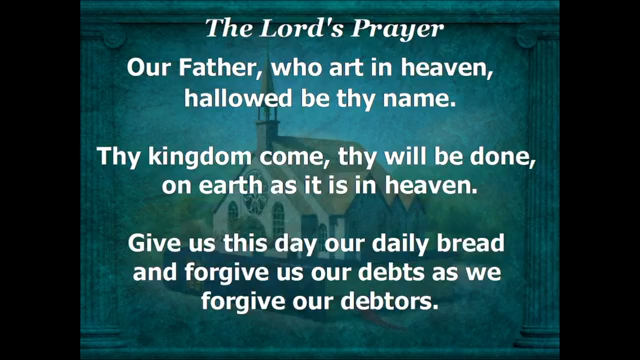 The Lord's Prayer
Our Father, who art in heaven,
hallowed be thy name.
Thy kingdom come, thy will be done,
on earth as it is in heaven.
Give us this day our daily bread
and forgive us our debts as we
forgive our debtors.